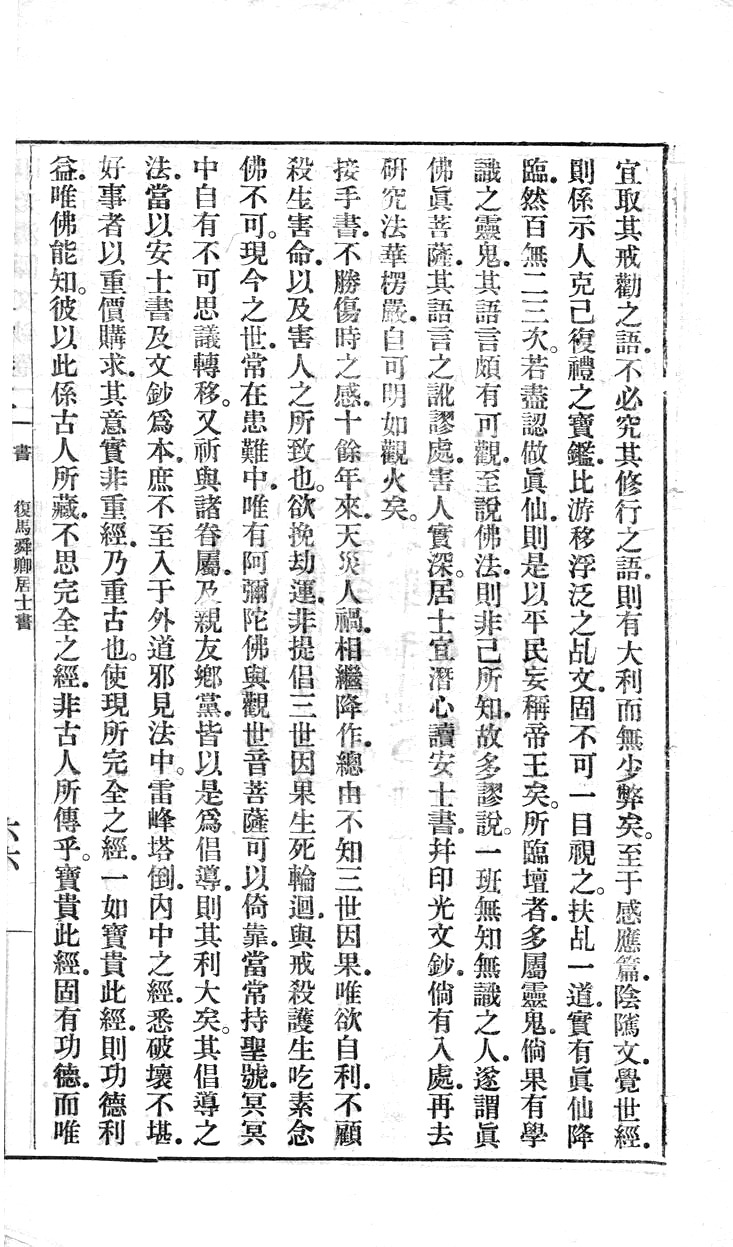 宜取其戒勸之語.不必究其修行之語.則有大利而無少弊矣。至于感應篇.陰隲文.覺世經.
則係示人克己復禮之寶鑑.比游移浮泛之乩文.固不可一目視之。扶乩一道.實有眞仙降
臨.然百無二三次。若盡認做眞仙.則是以平民妄稱帝王矣。所臨壇者.多屬靈鬼。倘果有學
識之靈鬼.其語言頗有可觀.至說佛法.則非己所知.故多謬說。一班無知無識之人.遂謂眞
佛眞菩薩.其語言之訛謬處.害人實深。居士宜潛心讀安士書.幷印光文鈔.倘有入處.再去
研究法華楞嚴.自可明如觀火矣。
接手書.不勝傷時之感.十餘年來.天災人禍.相繼降作.總由不知三世因果.唯欲自利.不顧
殺生害命.以及害人之所致也。欲挽劫運.非提倡三世因果生死輪迴.與戒殺護生吃素念
佛不可。現今之世.常在患難中.唯有阿彌陀佛與觀世音菩薩可以倚靠.當常持聖號.冥冥
中自有不可思議轉移。又祈與諸眷屬.及親友鄉黨.皆以是爲倡導.則其利大矣。其倡導之
法.當以安士書及文鈔爲本.庶不至入于外道邪見法中。雷峰塔倒.內中之經.悉破壞不堪.
好事者以重價購求.其意實非重經.乃重古也。使現所完全之經.一如寶貴此經.則功德利
益.唯佛能知。彼以此係古人所藏.不思完全之經.非古人所傳乎。寶貴此經.固有功德.而唯
書　復馬舜卿居士書
六六